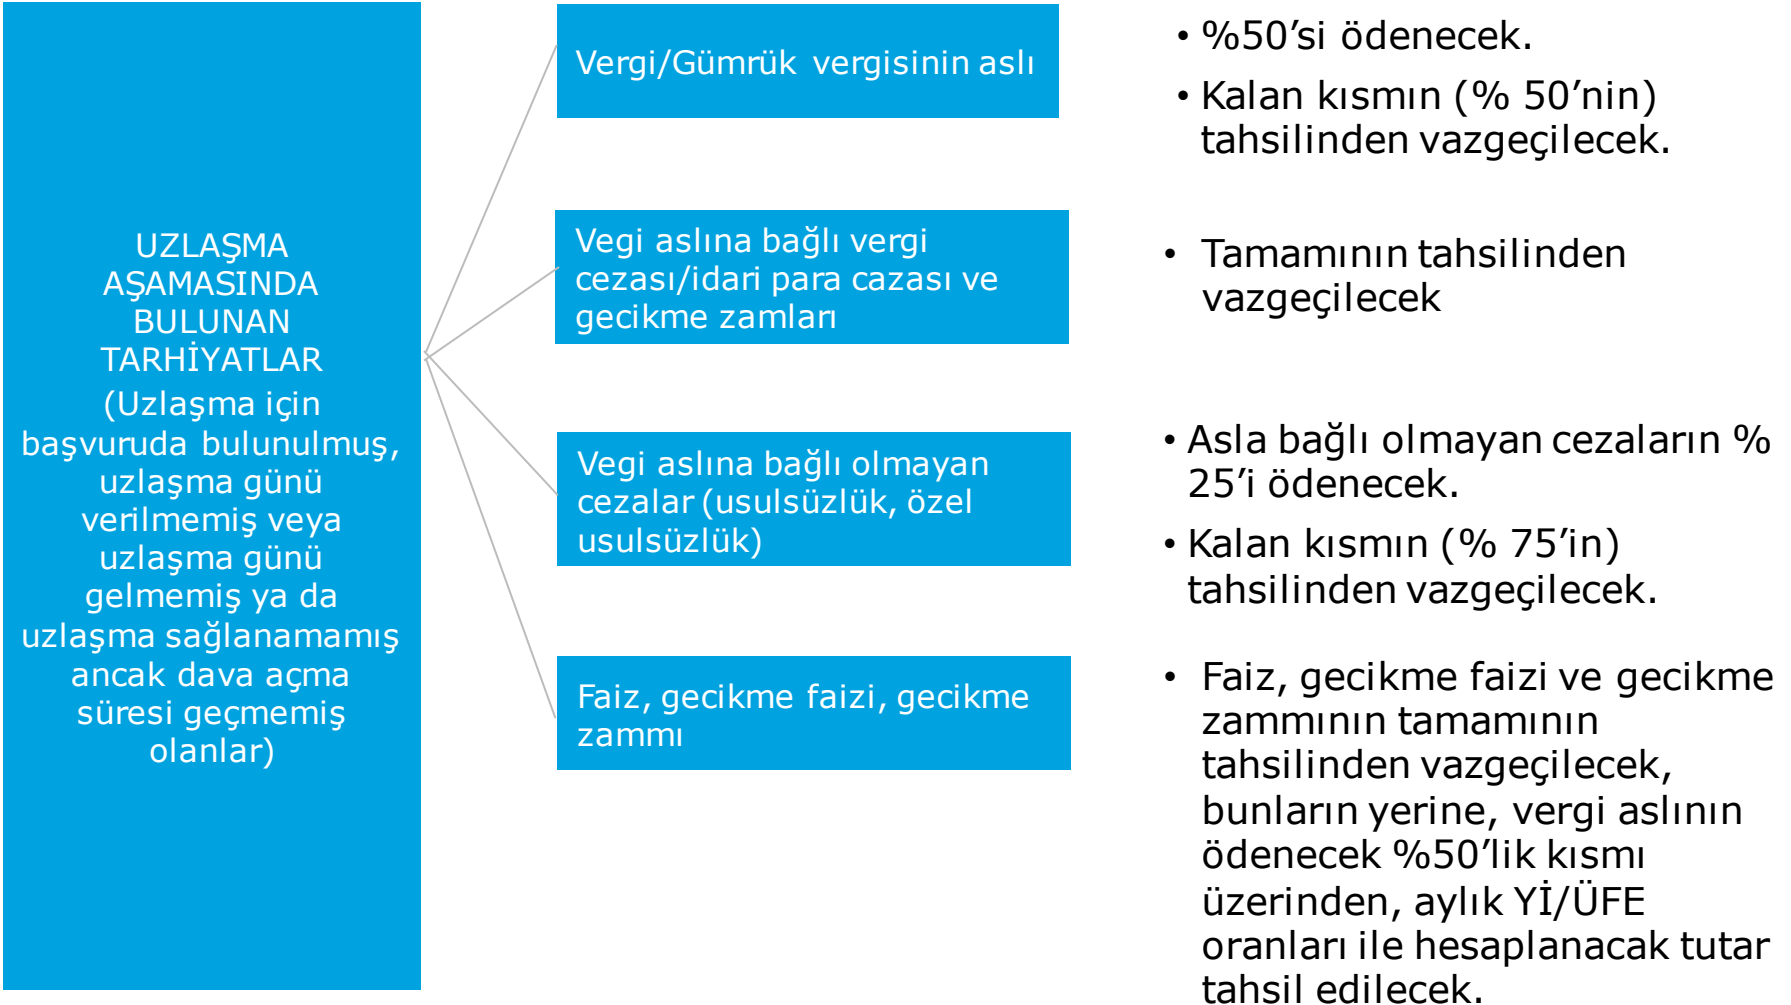 UZLAŞMA
AŞAMASINDA
BULUNAN
TARHİYATLAR
(Uzlaşma için
başvuruda bulunulmuş,
uzlaşma günü
verilmemiş veya
uzlaşma günü
gelmemiş ya da
uzlaşma sağlanamamış
ancak dava açma
süresi geçmemiş
olanlar)
Vergi/Gümrük vergisinin aslı
• %50’si ödenecek.
• Kalan kısmın (% 50’nin)
tahsilinden vazgeçilecek.
Vegi aslına bağlı vergi
cezası/idari para cazası ve
gecikme zamları
• Tamamının tahsilinden
vazgeçilecek
Vegi aslına bağlı olmayan
cezalar (usulsüzlük, özel
usulsüzlük)
• Asla bağlı olmayan cezaların %
25’i ödenecek.
• Kalan kısmın (% 75’in)
tahsilinden vazgeçilecek.
Faiz, gecikme faizi, gecikme
zammı
• Faiz, gecikme faizi ve gecikme
zammının tamamının
tahsilinden vazgeçilecek,
bunların yerine, vergi aslının
ödenecek %50’lik kısmı
üzerinden, aylık Yİ/ÜFE
oranları ile hesaplanacak tutar
tahsil edilecek.